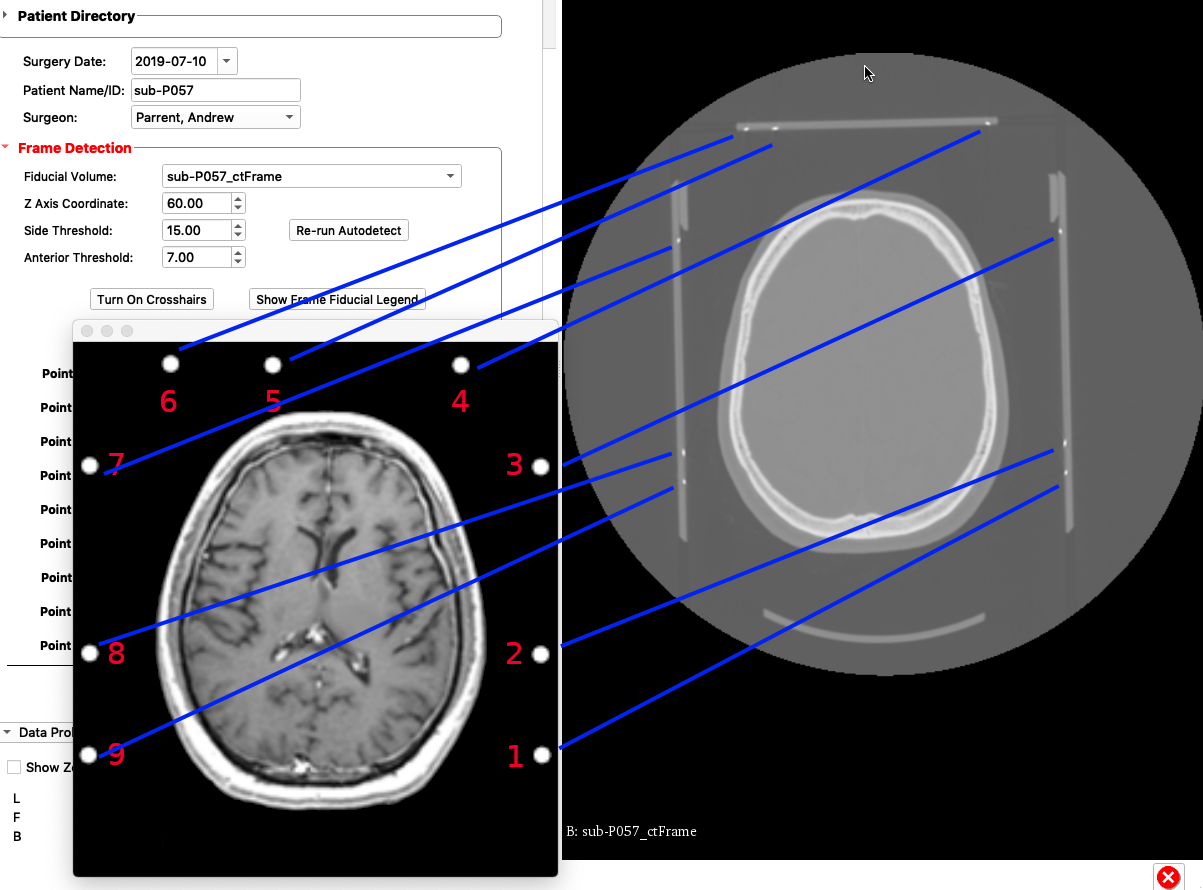 Patient Directory
Surgery Date: 2019-07-10
Patient Name/ID: sub-P057
Surgeon: Parrent, Andrew
Frame Detection
Fiducial Volume: sub-P057_ctFrame
Z Axis Coordinate: 60.00
Side Threshold: 15.00 Re-run Autodetect
Anterior Threshold: 7.00
Turn On Crosshairs Show Frame Fiducial Legend
Point
Point
Point
Point
Point
Point
Point
Point
Point
6 5 4
7 3
8 2
9 1
Data Pro
Show Z
L
F
B
B: sub-P057_ctFrame